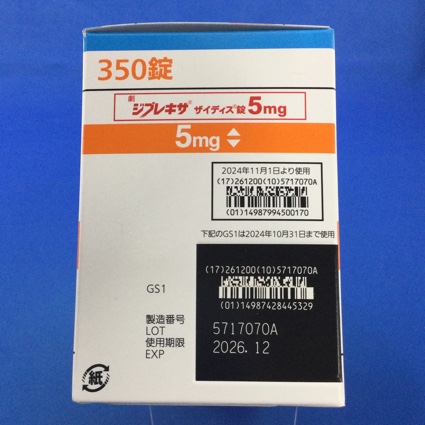 350錠
劇 ジプレキサ® ザイディス®錠 5mg
5mg
2024年11月1日より使用
(17)261200(10)5717070A
(01)14987994500170
下記のGS1は2024年10月31日まで使用
(17)261200(10)5717070A
(01)14987428445329
GS1
製造番号
LOT 5717070A
使用期限
EXP 2026.12
紙